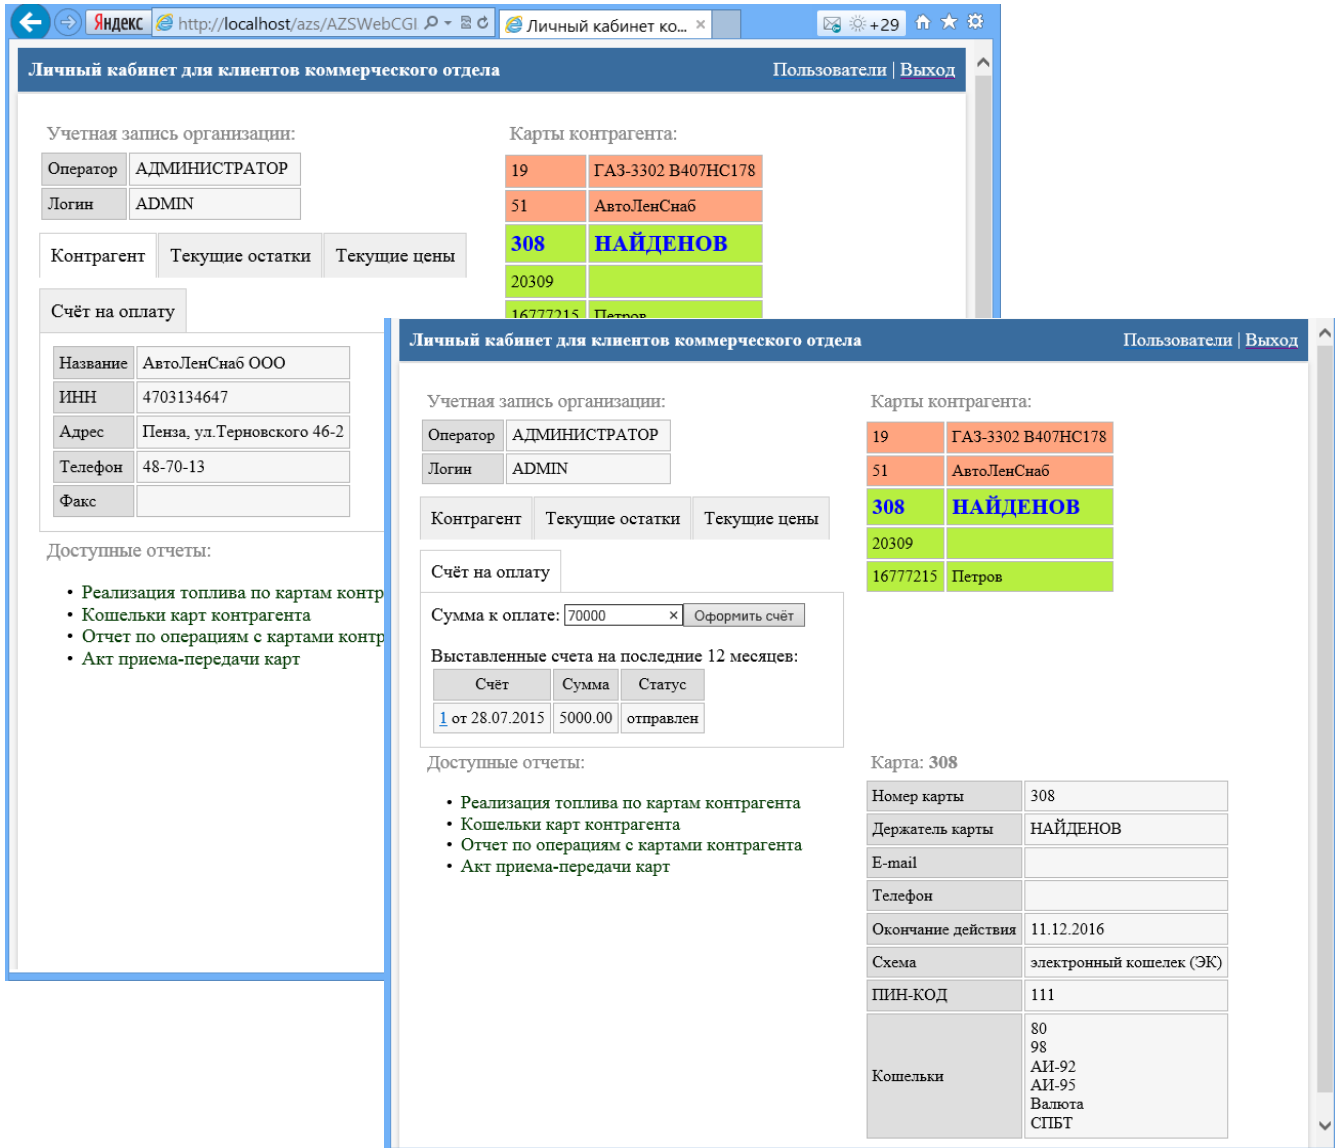 Яндекс http://localhost/azs/AZSWebCGI Личный кабинет ко... × +29
Личный кабинет для клиентов коммерческого отдела Пользователи | Выход
Учетная запись организации:
Оператор АДМИНИСТРАТОР
Логин ADMIN
Контрагент Текущие остатки Текущие цены
Счёт на оплату
Название АвтоЛенСнаб ООО
ИНН 4703134647
Адрес Пенза, ул.Терновского 46-2
Телефон 48-70-13
Факс
Доступные отчеты:
• Реализация топлива по картам контр
• Кошельки карт контрагента
• Отчет по операциям с картами контр
• Акт приема-передачи карт
Карты контрагента:
19 ГАЗ-3302 В407НС178
51 АвтоЛенСнаб
308 НАЙДЕНОВ
20309
16777215 Петров
Личный кабинет для клиентов коммерческого отдела Пользователи | Выход
Учетная запись организации:
Оператор АДМИНИСТРАТОР
Логин ADMIN
Контрагент Текущие остатки Текущие цены
Счёт на оплату
Сумма к оплате: 70000 × Оформить счёт
Выставленные счета на последние 12 месяцев:
Счёт Сумма Статус
1 от 28.07.2015 5000.00 отправлен
Доступные отчеты:
• Реализация топлива по картам контрагента
• Кошельки карт контрагента
• Отчет по операциям с картами контрагента
• Акт приема-передачи карт
Карты контрагента:
19 ГАЗ-3302 В407НС178
51 АвтоЛенСнаб
308 НАЙДЕНОВ
20309
16777215 Петров
Карта: 308
Номер карты 308
Держатель карты НАЙДЕНОВ
E-mail
Телефон
Окончание действия 11.12.2016
Схема электронный кошелек (ЭК)
ПИН-КОД 111
Кошельки
80
98
АИ-92
АИ-95
Валюта
СПБТ